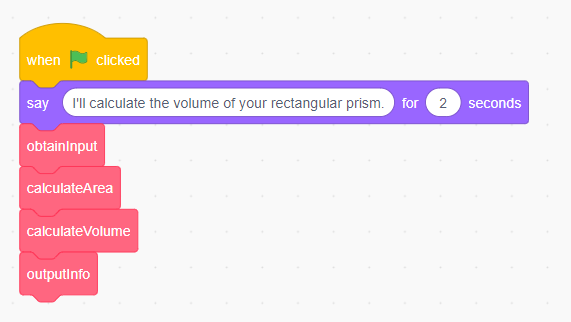 when clicked
say I'll calculate the volume of your rectangular prism. for 2 seconds
obtainInput
calculateArea
calculateVolume
outputInfo